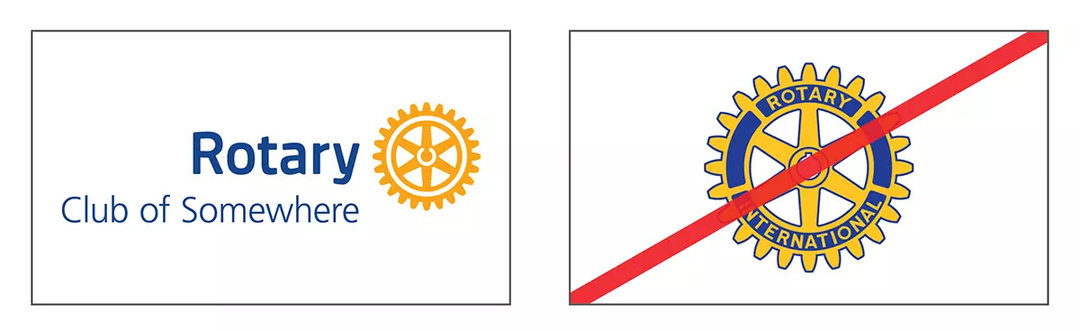 Rotary
Club of Somewhere
ROTARY
INTERNATIONAL